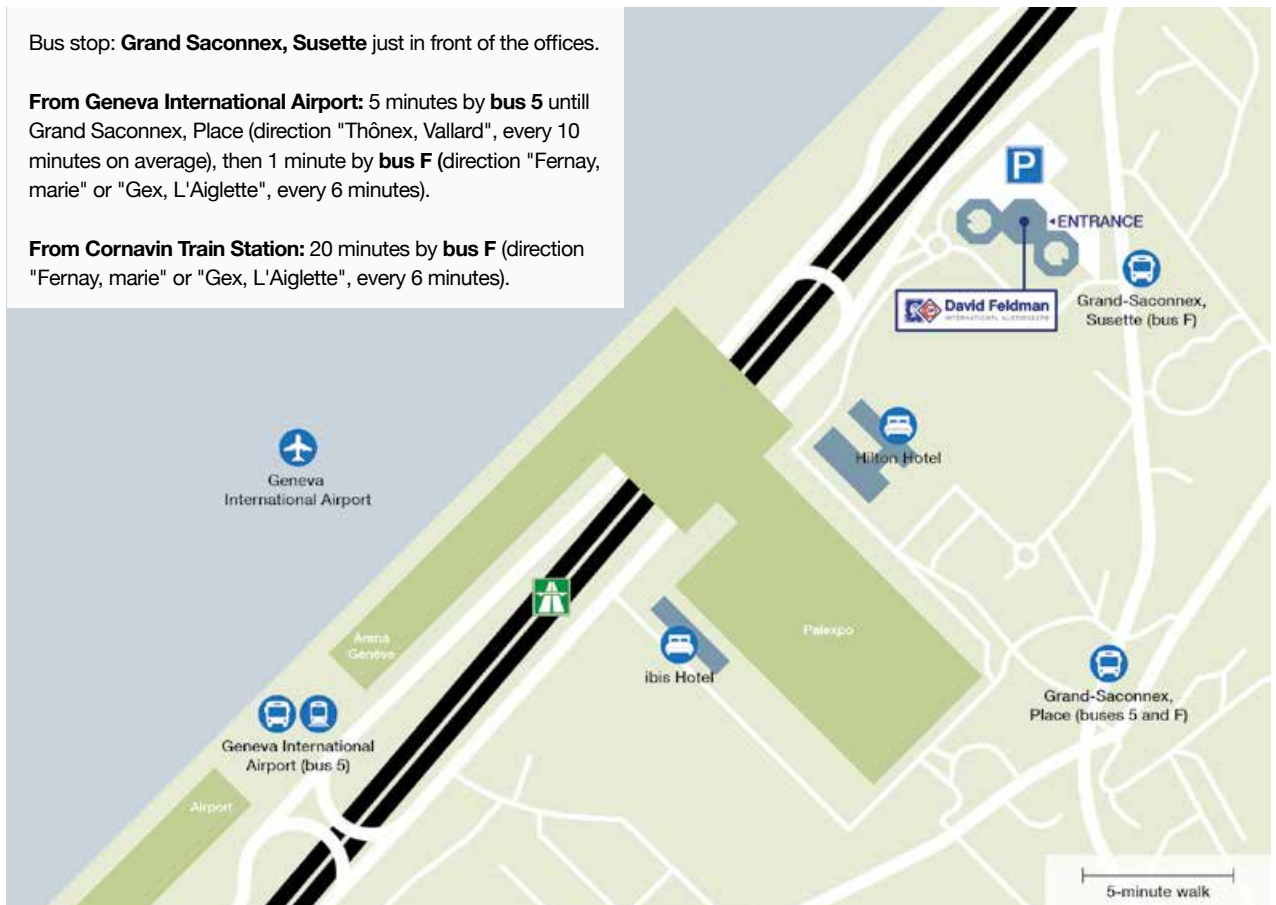 Bus stop: Grand Saconnex, Susette just in front of the offices.
From Geneva International Airport: 5 minutes by bus 5 untill
Grand Saconnex, Place (direction "Thônex, Vallard", every 10
minutes on average), then 1 minute by bus F (direction "Fernay,
marie" or "Gex, L'Aiglette", every 6 minutes).
From Cornavin Train Station: 20 minutes by bus F (direction
"Fernay, marie" or "Gex, L'Aiglette", every 6 minutes).
P
ENTRANCE
David Feldman
INTERNATIONAL AUCTIONEERS
Grand-Saconnex,
Susette (bus F)
Hilton Hotel
Geneva
International Airport
Arena
Genève
Palexpo
ibis Hotel
Grand-Saconnex,
Place (buses 5 and F)
Geneva International
Airport (bus 5)
Airport
5-minute walk